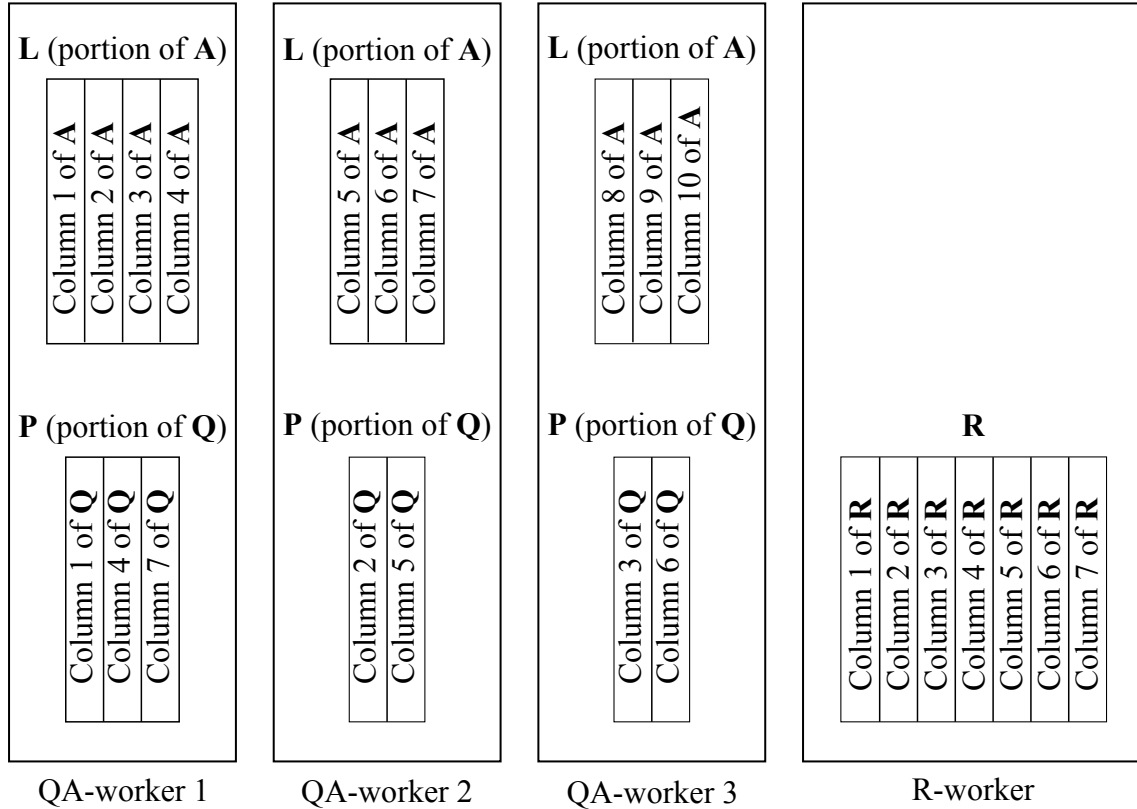 L (portion of A)
Column 1 of A
Column 2 of A
Column 3 of A
Column 4 of A
P (portion of Q)
Column 1 of Q
Column 4 of Q
Column 7 of Q
QA-worker 1
L (portion of A)
Column 5 of A
Column 6 of A
Column 7 of A
P (portion of Q)
Column 2 of Q
Column 5 of Q
QA-worker 2
L (portion of A)
Column 8 of A
Column 9 of A
Column 10 of A
P (portion of Q)
Column 3 of Q
Column 6 of Q
QA-worker 3
R
Column 1 of R
Column 2 of R
Column 3 of R
Column 4 of R
Column 5 of R
Column 6 of R
Column 7 of R
R-worker